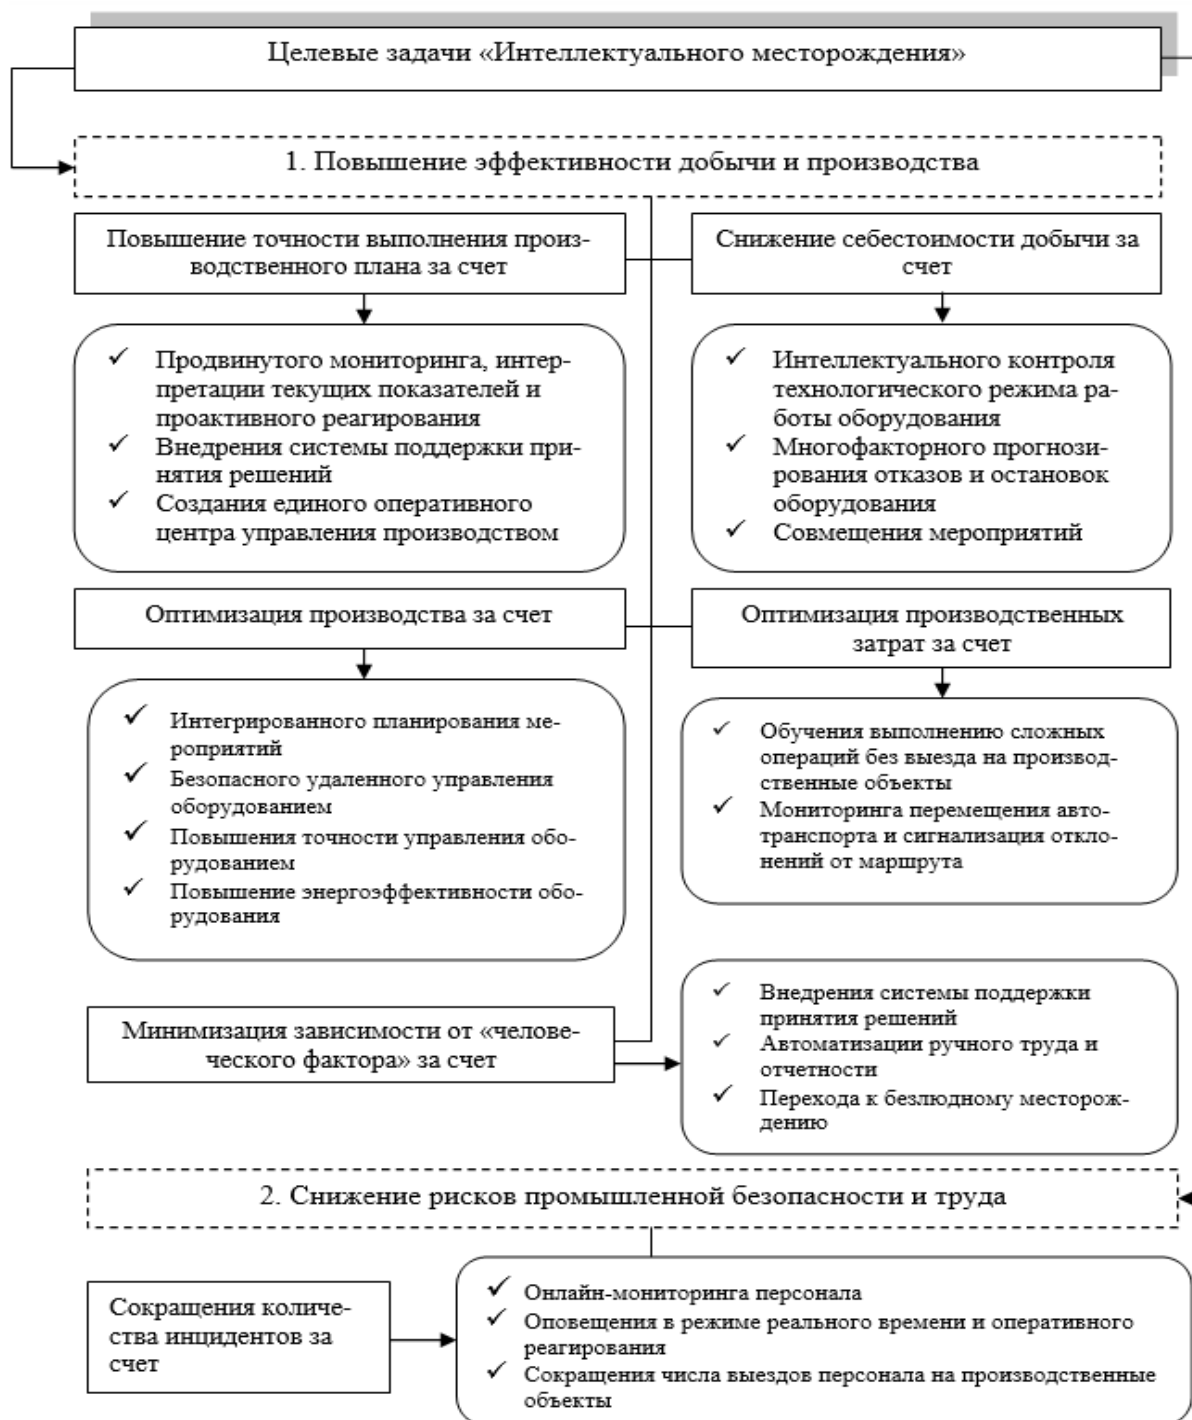 Целевые задачи «Интеллектуального месторождения»
1. Повышение эффективности добычи и производства
Повышение точности выполнения произ-
водственного плана за счет
Снижение себестоимости добычи за
счет
✓ Продвинутого мониторинга, интер-
претации текущих показателей и
проактивного реагирования
✓ Внедрения системы поддержки при-
нятия решений
✓ Создания единого оперативного
центра управления производством
✓ Интеллектуального контроля
технологического режима ра-
боты оборудования
✓ Многофакторного прогнози-
рования отказов и остановок
оборудования
✓ Совмещения мероприятий
Оптимизация производства за счет
Оптимизация производственных
затрат за счет
✓ Интегрированного планирования ме-
роприятий
✓ Безопасного удаленного управления
оборудованием
✓ Повышения точности управления обо-
рудованием
✓ Повышение энергоэффективности обо-
рудования
✓ Обучения выполнению сложных
операций без выезда на производ-
ственные объекты
✓ Мониторинга перемещения авто-
транспорта и сигнализация откло-
нений от маршрута
Минимизация зависимости от «челове-
ческого фактора» за счет
✓ Внедрения системы поддержки
принятия решений
✓ Автоматизации ручного труда и
отчетности
✓ Перехода к безлюдному месторож-
дению
2. Снижение рисков промышленной безопасности и труда
Сокращения количе-
ства инцидентов за
счет
✓ Онлайн-мониторинга персонала
✓ Оповещения в режиме реального времени и оперативного
реагирования
✓ Сокращения числа выездов персонала на производственные
объекты